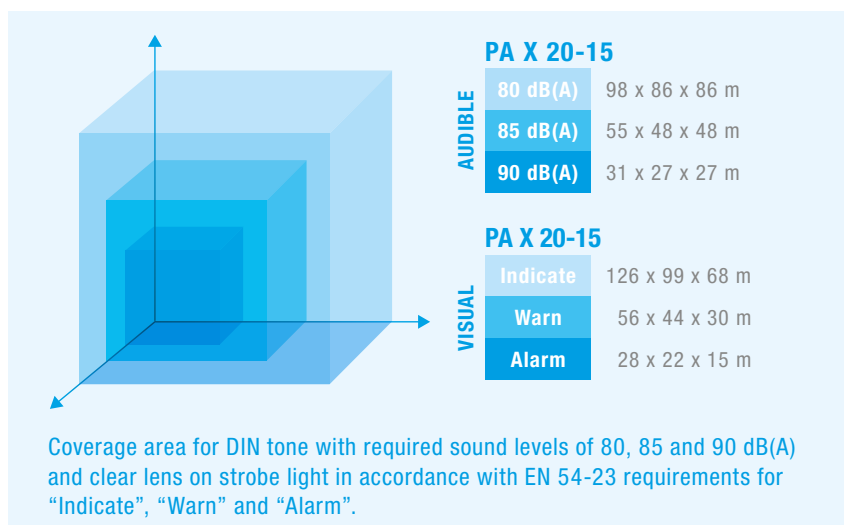 PA X 20-15
AUDIBLE
80 dB(A) 98 x 86 x 86 m
85 dB(A) 55 x 48 x 48 m
90 dB(A) 31 x 27 x 27 m
PA X 20-15
VISUAL
Indicate 126 x 99 x 68 m
Warn 56 x 44 x 30 m
Alarm 28 x 22 x 15 m
Coverage area for DIN tone with required sound levels of 80, 85 and 90 dB(A)
and clear lens on strobe light in accordance with EN 54-23 requirements for
“Indicate”, “Warn” and “Alarm”.